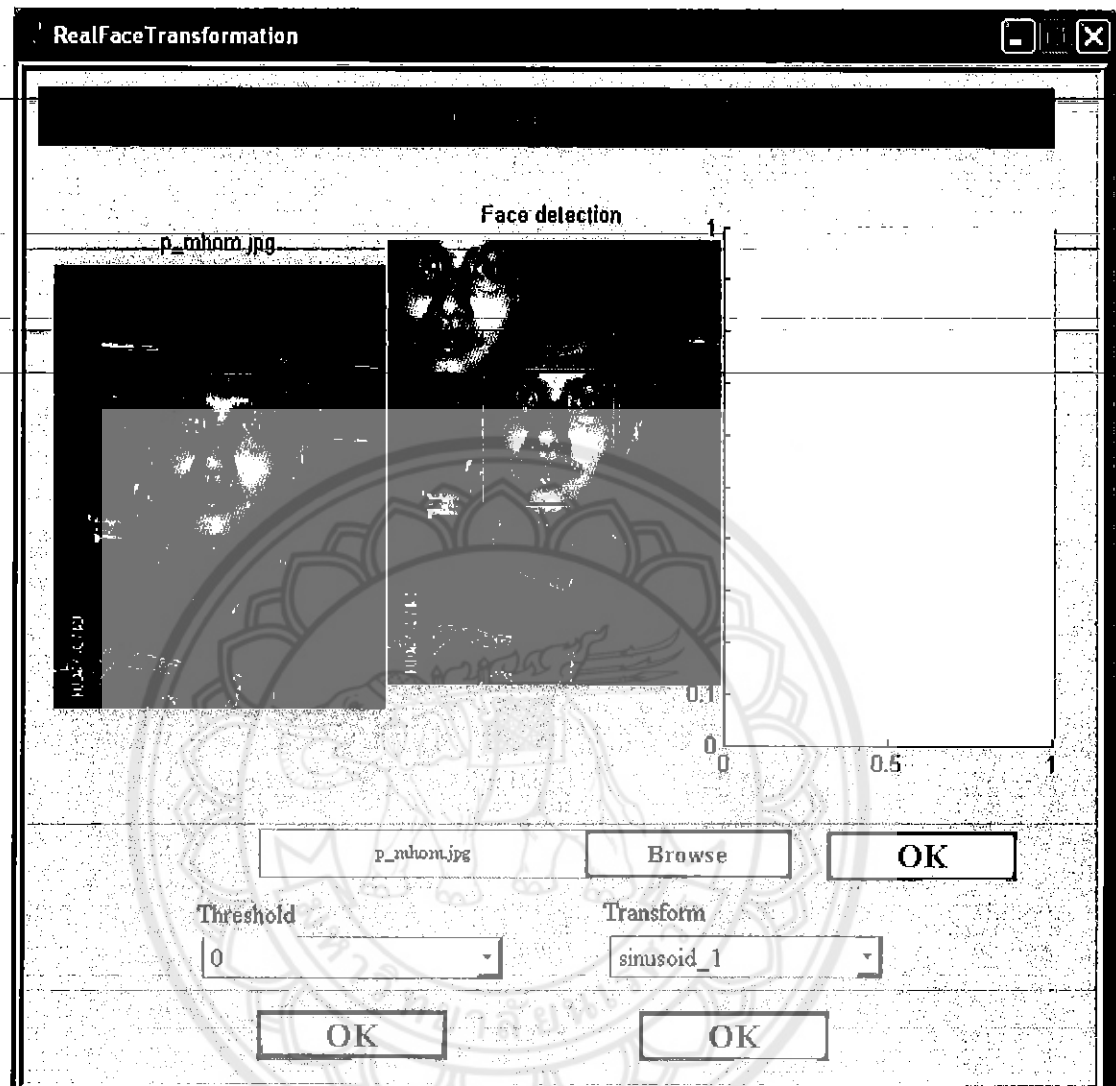 RealFaceTransformation
Face detection
p_mhom.jpg
1
0.1
0
0
0.5
1
p_mhom.jpg
Browse
OK
Threshold
Transform
0
sinusoid_1
OK
OK